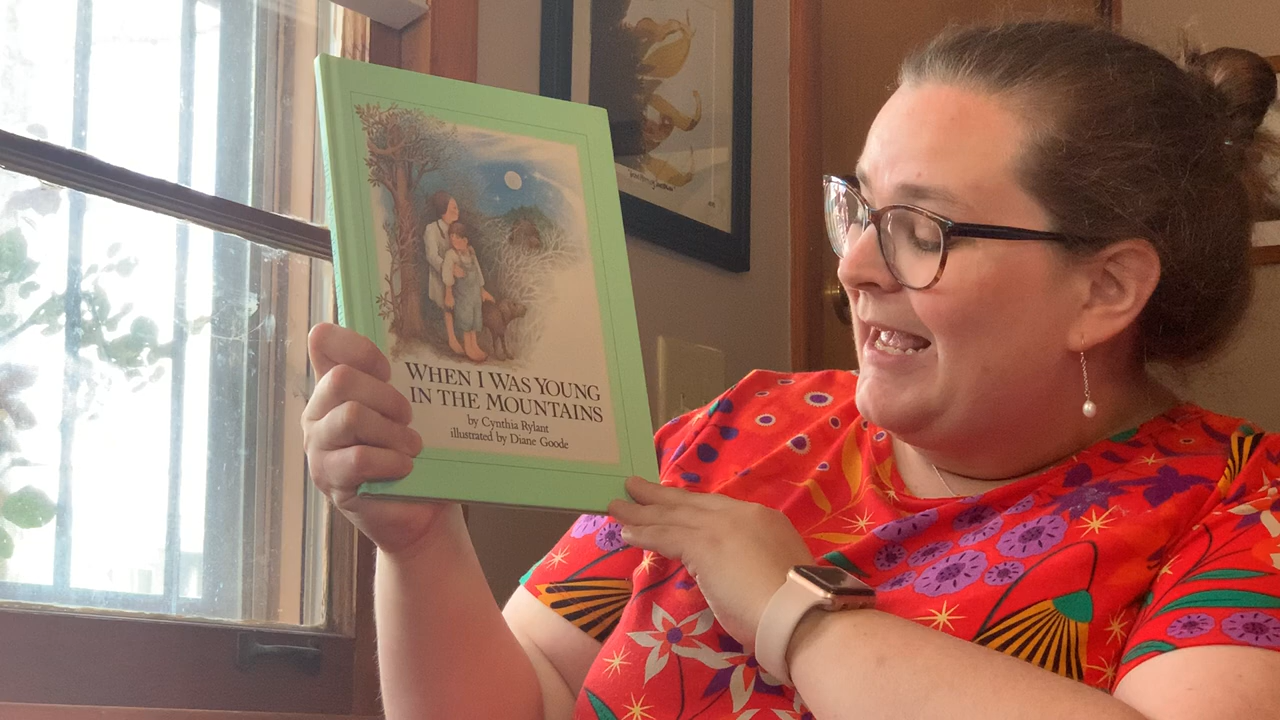 WHEN I WAS YOUNG
IN THE MOUNTAINS
by Cynthia Rylant
illustrated by Diane Goode